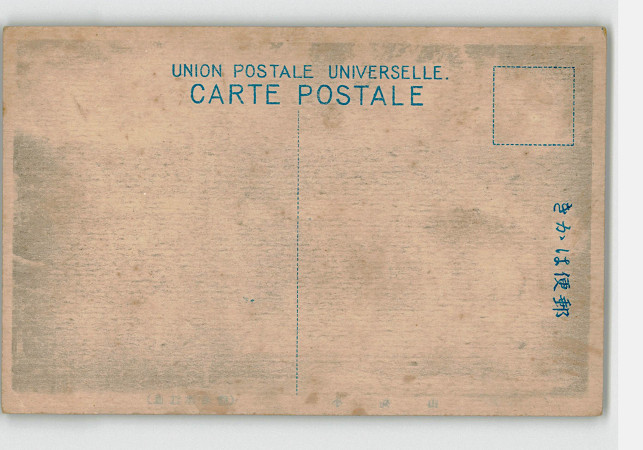 UNION POSTALE UNIVERSELLE.
CARTE POSTALE
きかは便郵